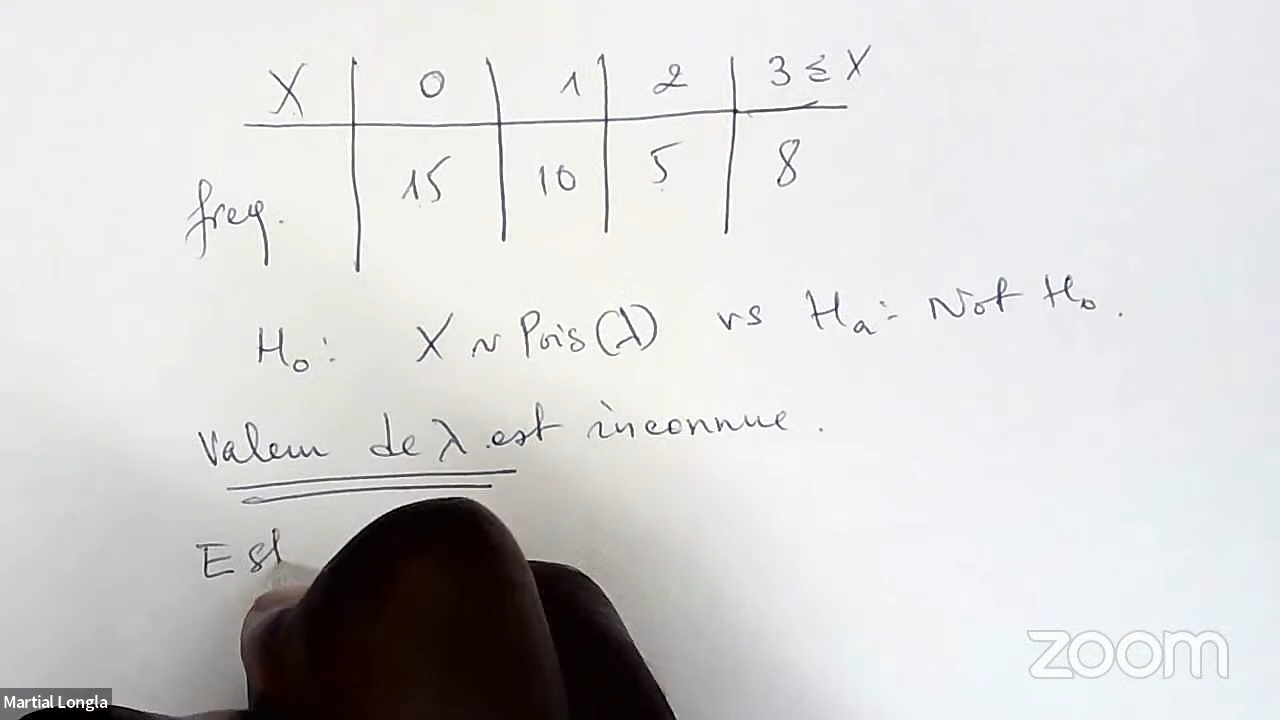 X 0 1 2 3 ≤ X
freq. 15 10 5 8
H₀: X ~ Pois(λ) vs Hₐ: Not H₀.
Valeur de λ est inconnue.
Est
zoom
Martial Longla